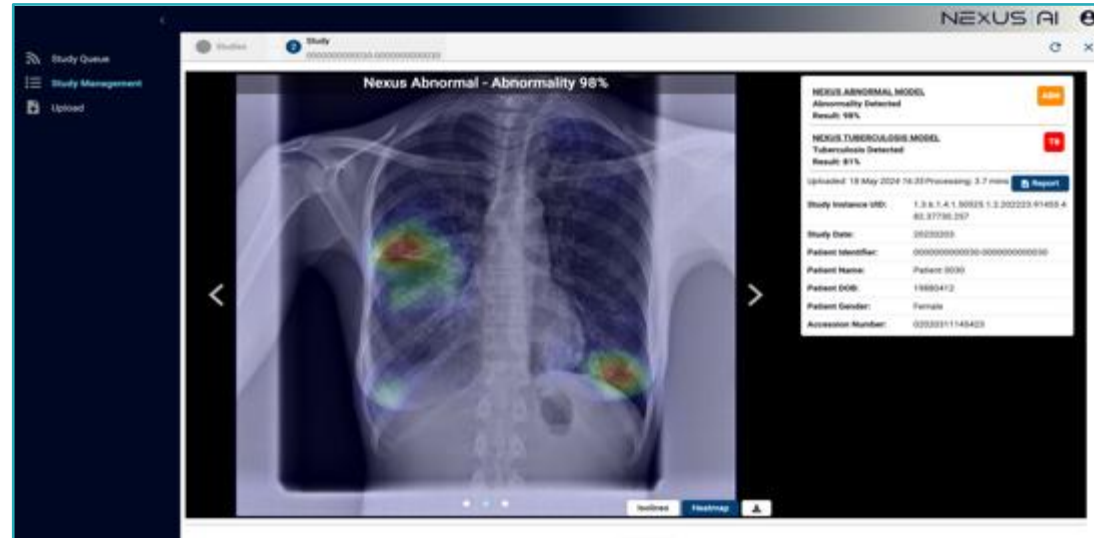 NEXUS AI
Study Queue
Study Management
Upload
Studies
2
Study
Nexus Abnormal - Abnormality 98%
NEXUS ABNORMAL MODEL
Abnormality Detected
Result: 98%
ABN
NEXUS TUBERCULOSIS MODEL
Tuberculosis Detected
Result: 81%
TB
Uploaded: 18 May 2024 16:35 Processing: 3.7 mins
Report
Study Instance UID:
Study Date: 20230203
Patient Identifier:
Patient Name: Patient 0030
Patient DOB: 19880412
Patient Gender: Female
Accession Number:
Isolines
Heatmap